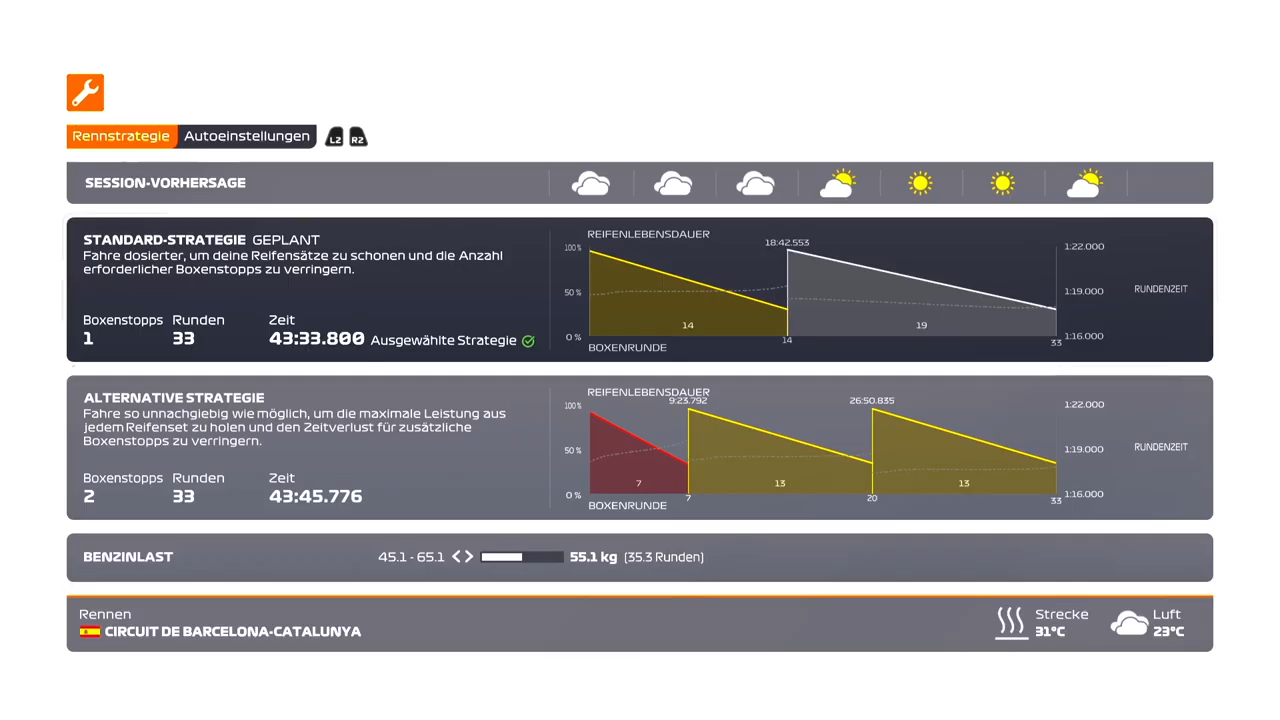 Rennstrategie Autoeinstellungen L2 R2
SESSION-VORHERSAGE
STANDARD-STRATEGIE GEPLANT
Fahre dosierter, um deine Reifensätze zu schonen und die Anzahl
erforderlicher Boxenstopps zu verringern.
Boxenstopps Runden Zeit
1 33 43:33.800 Ausgewählte Strategie
REIFENLEBENSDAUER
18:42.553
100 %
50 %
0 %
14 19
14 33
BOXENRUNDE
1:22.000
1:19.000
1:16.000
RUNDENZEIT
ALTERNATIVE STRATEGIE
Fahre so unnachgiebig wie möglich, um die maximale Leistung aus
jedem Reifenset zu holen und den Zeitverlust für zusätzliche
Boxenstopps zu verringern.
Boxenstopps Runden Zeit
2 33 43:45.776
REIFENLEBENSDAUER
9:23.792 26:50.835
100 %
50 %
0 %
7 13 13
7 20 33
BOXENRUNDE
1:22.000
1:19.000
1:16.000
RUNDENZEIT
BENZINLAST 45.1 - 65.1 55.1 kg (35.3 Runden)
Rennen
CIRCUIT DE BARCELONA-CATALUNYA
Strecke
31°C
Luft
23°C